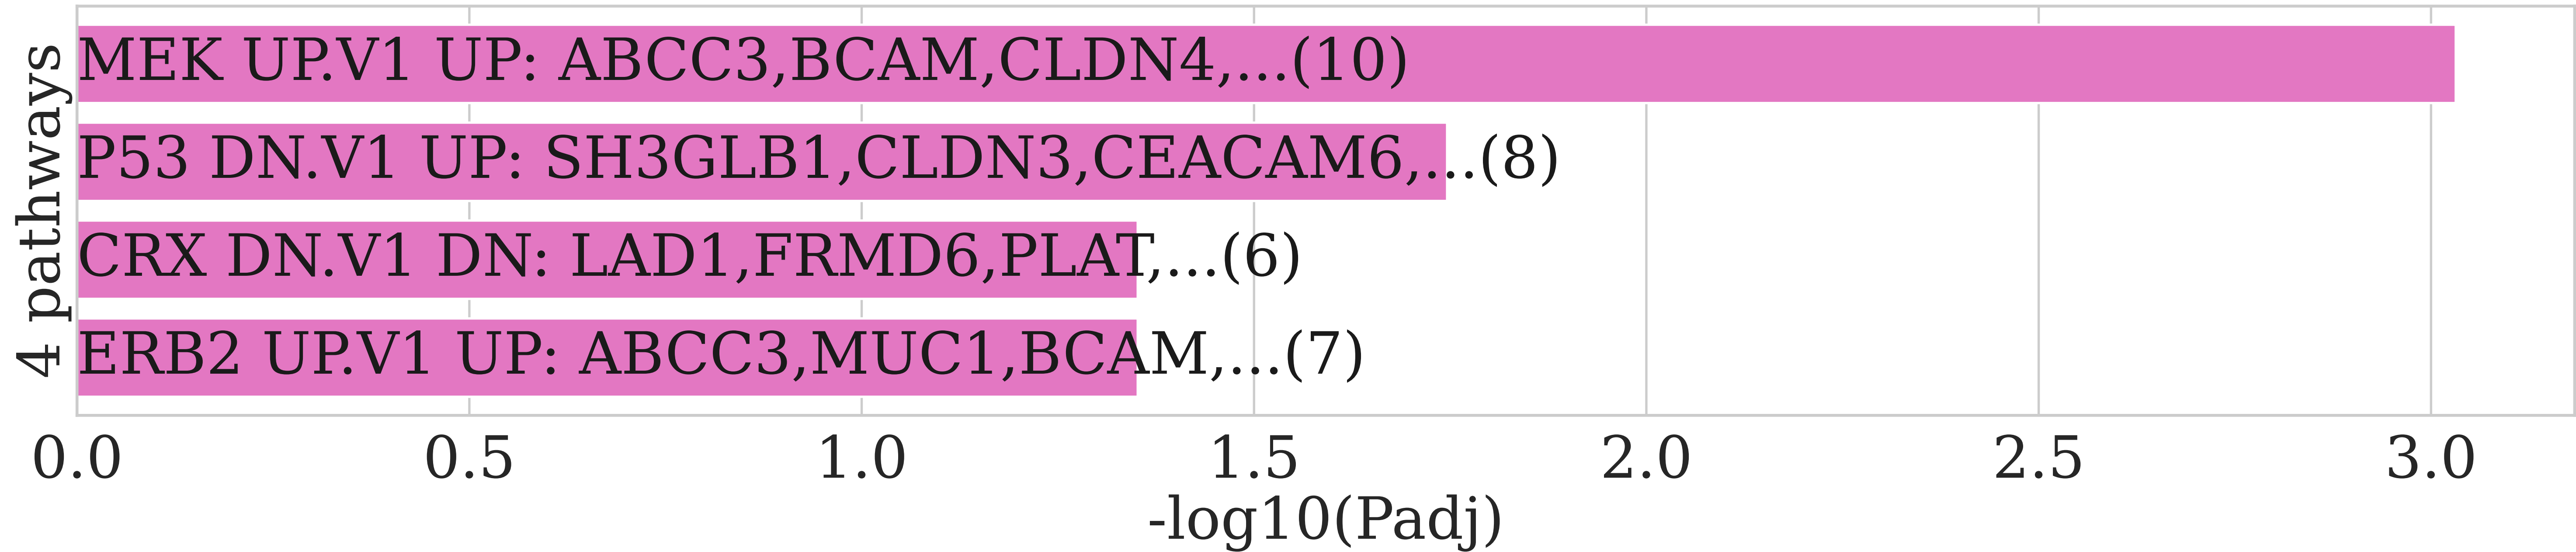 4 pathways
MEK UP.V1 UP: ABCC3,BCAM,CLDN4,...(10)
P53 DN.V1 UP: SH3GLB1,CLDN3,CEACAM6,...(8)
CRX DN.V1 DN: LAD1,FRMD6,PLAT,...(6)
ERB2 UP.V1 UP: ABCC3,MUC1,BCAM,...(7)
0.0 0.5 1.0 1.5 2.0 2.5 3.0
-log10(Padj)